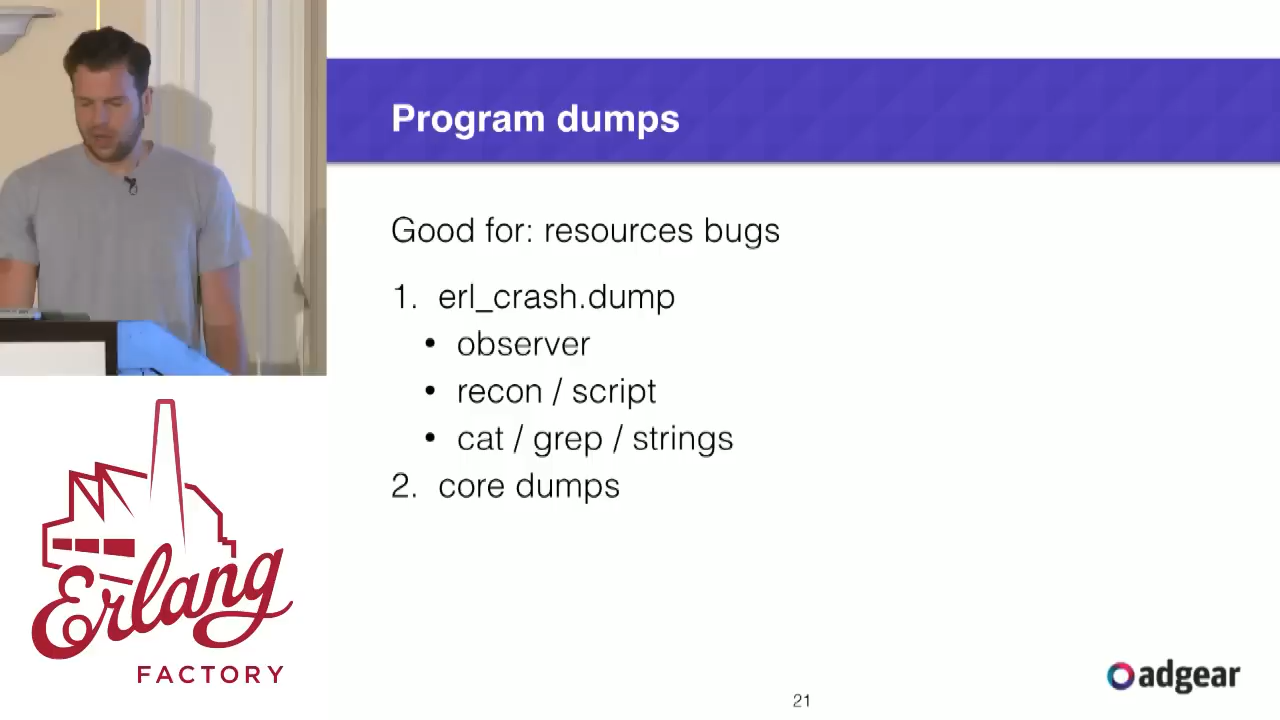 Program dumps
Good for: resources bugs
1. erl_crash.dump
• observer
• recon / script
• cat / grep / strings
2. core dumps
Erlang
FACTORY
adgear
21